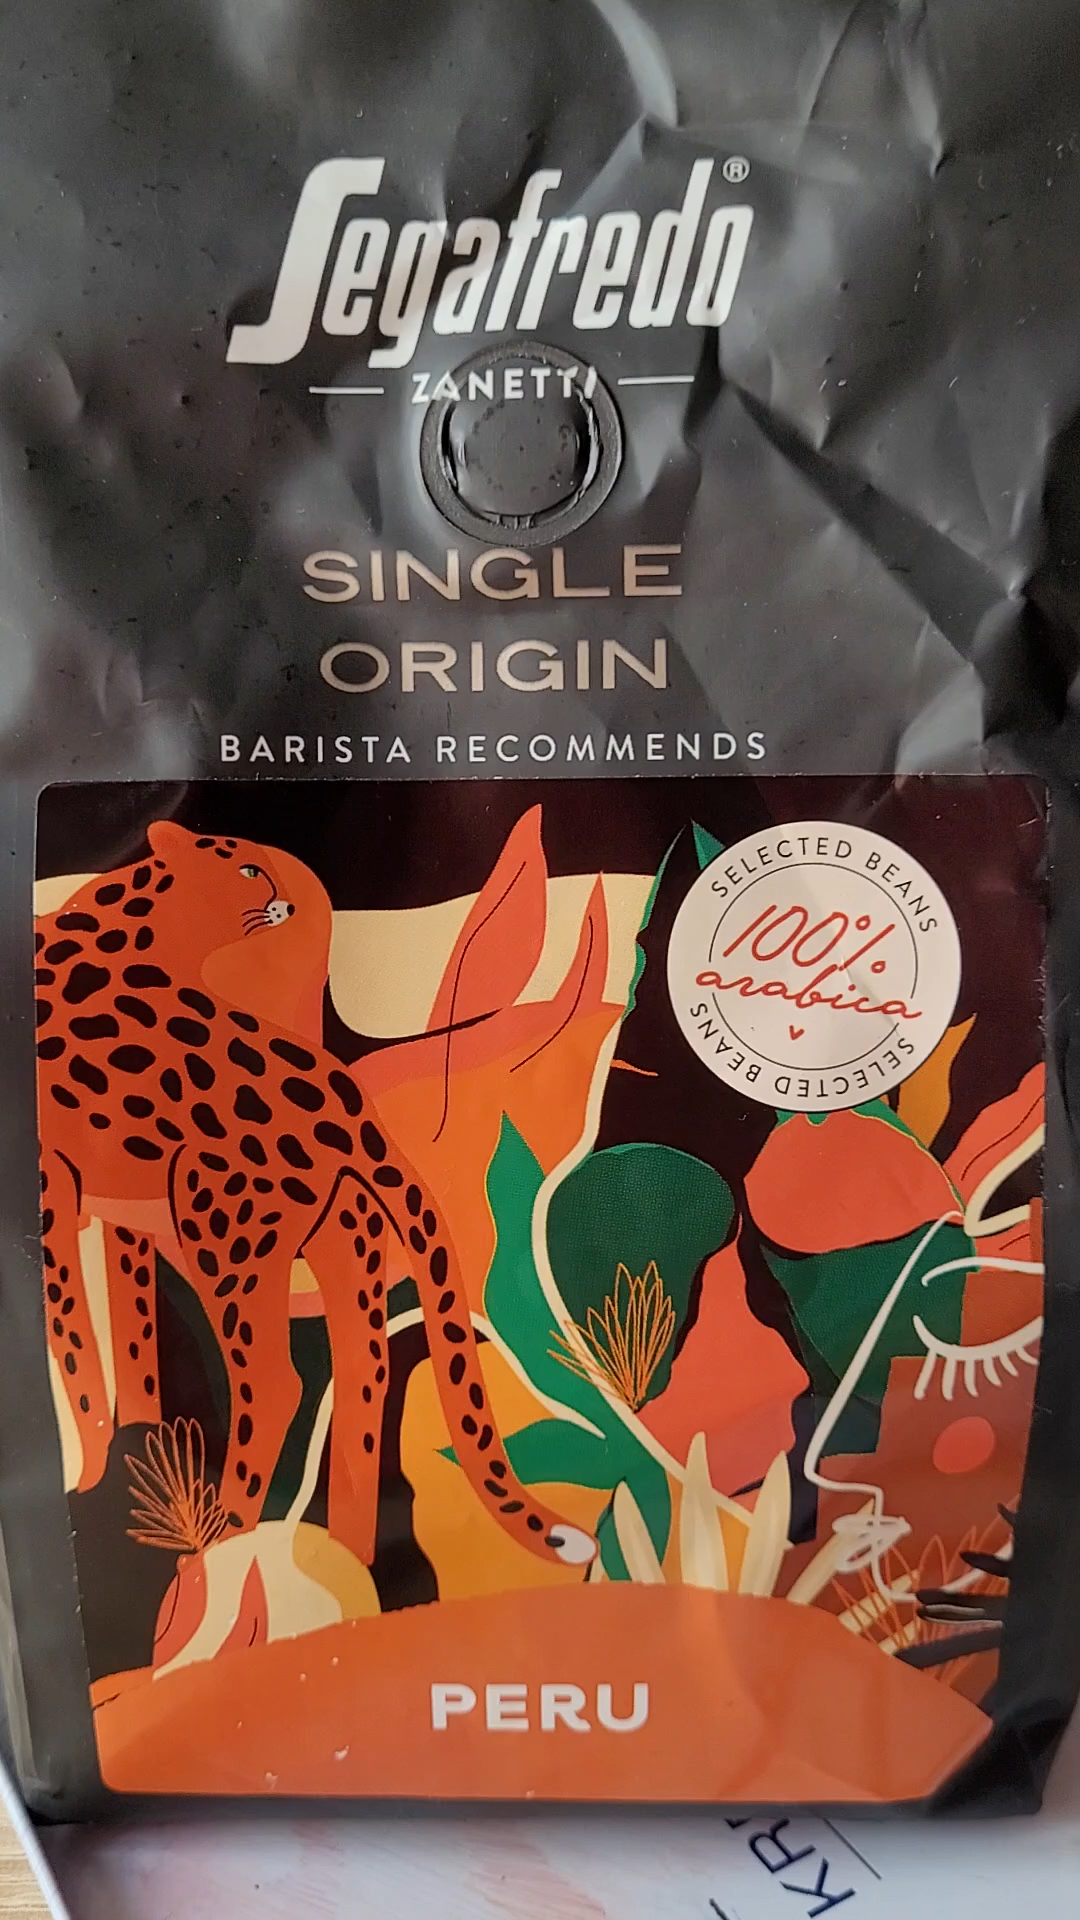 Segafredo®
ZANETTI
SINGLE
ORIGIN
BARISTA RECOMMENDS
SELECTED BEANS
100%
arabica
SELECTED BEANS
PERU